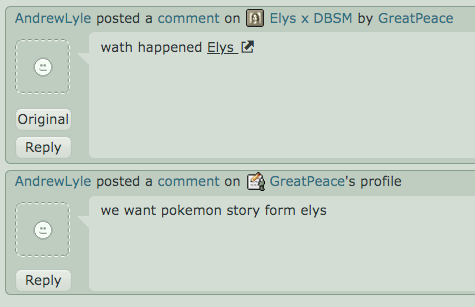 AndrewLyle posted a comment on Elys x DBSM by GreatPeace
wath happened Elys
Original
Reply
AndrewLyle posted a comment on GreatPeace's profile
we want pokemon story form elys
Reply